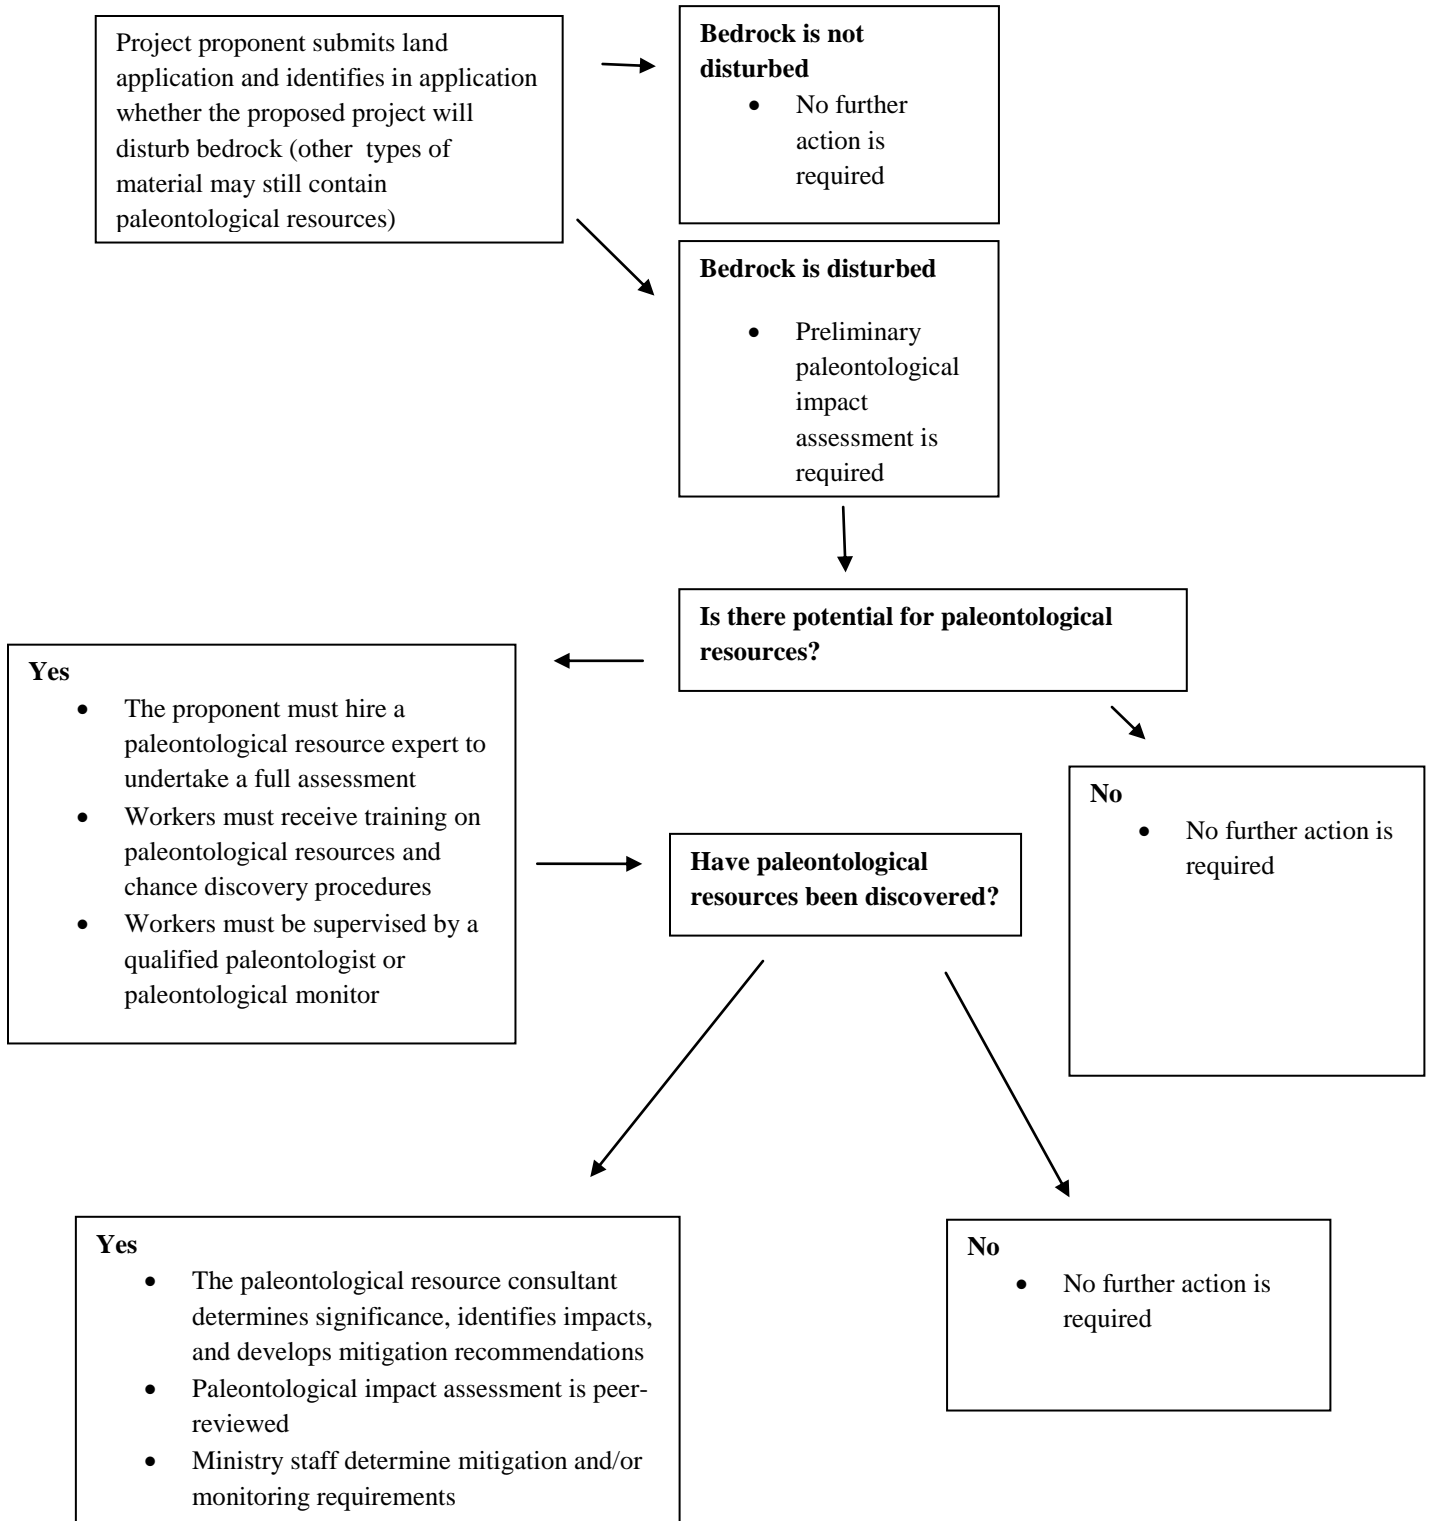 Project proponent submits land
application and identifies in application
whether the proposed project will
disturb bedrock (other types of
material may still contain
paleontological resources)
Bedrock is not
disturbed
• No further
action is
required
Bedrock is disturbed
• Preliminary
paleontological
impact
assessment is
required
Is there potential for paleontological
resources?
Yes
• The proponent must hire a
paleontological resource expert to
undertake a full assessment
• Workers must receive training on
paleontological resources and
chance discovery procedures
• Workers must be supervised by a
qualified paleontologist or
paleontological monitor
No
• No further action is
required
Have paleontological
resources been discovered?
Yes
• The paleontological resource consultant
determines significance, identifies impacts,
and develops mitigation recommendations
• Paleontological impact assessment is peer-
reviewed
• Ministry staff determine mitigation and/or
monitoring requirements
No
• No further action is
required